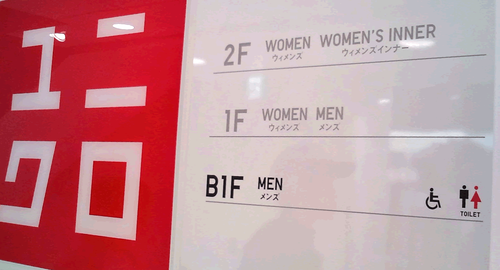 ユニ
クロ
2F WOMEN WOMEN'S INNER
ウィメンズ ウィメンズインナー
1F WOMEN MEN
ウィメンズ メンズ
B1F MEN
メンズ
TOILET